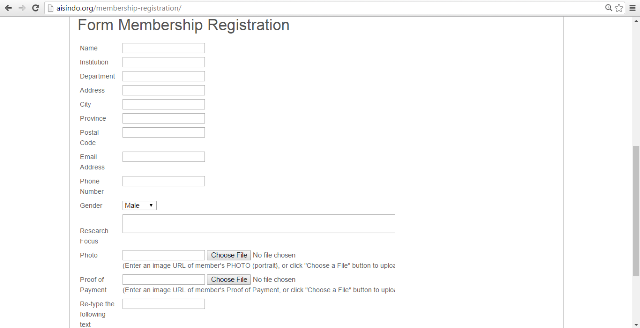 aisindo.org/membership-registration/
Form Membership Registration
Name
Institution
Department
Address
City
Province
Postal
Code
Email
Address
Phone
Number
Gender Male
Research
Focus
Photo Choose File No file chosen
(Enter an image URL of member's PHOTO (portrait), or click "Choose a File" button to uploa
Proof of Choose File No file chosen
Payment (Enter an image URL of member's Proof of Payment, or click "Choose a File" button to uploa
Re-type the
following
text